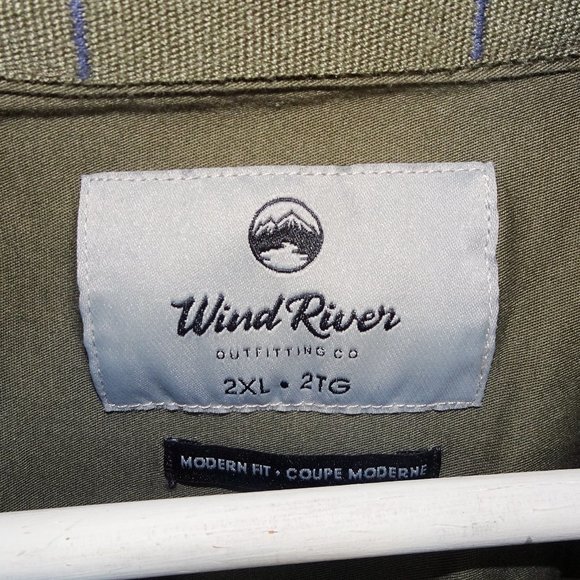 Wind River
OUTFITTING CO
2XL • 2TG
MODERN FIT • COUPE MODERNE